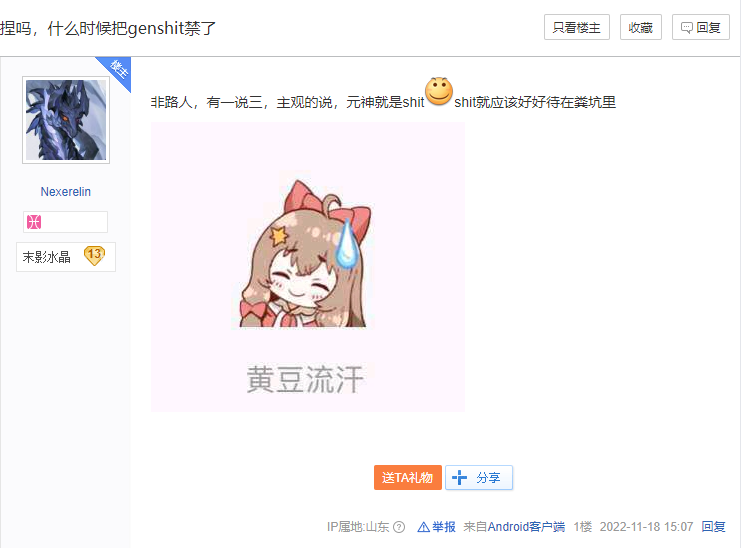 捏吗，什么时候把genshit禁了
只看楼主
收藏
回复
楼主
非路人，有一说三，主观的说，元神就是shit shit就应该好好待在粪坑里
Nexerelin
末影水晶 13
黄豆流汗
送TA礼物
分享
IP属地:山东 举报 来自Android客户端 1楼 2022-11-18 15:07 回复